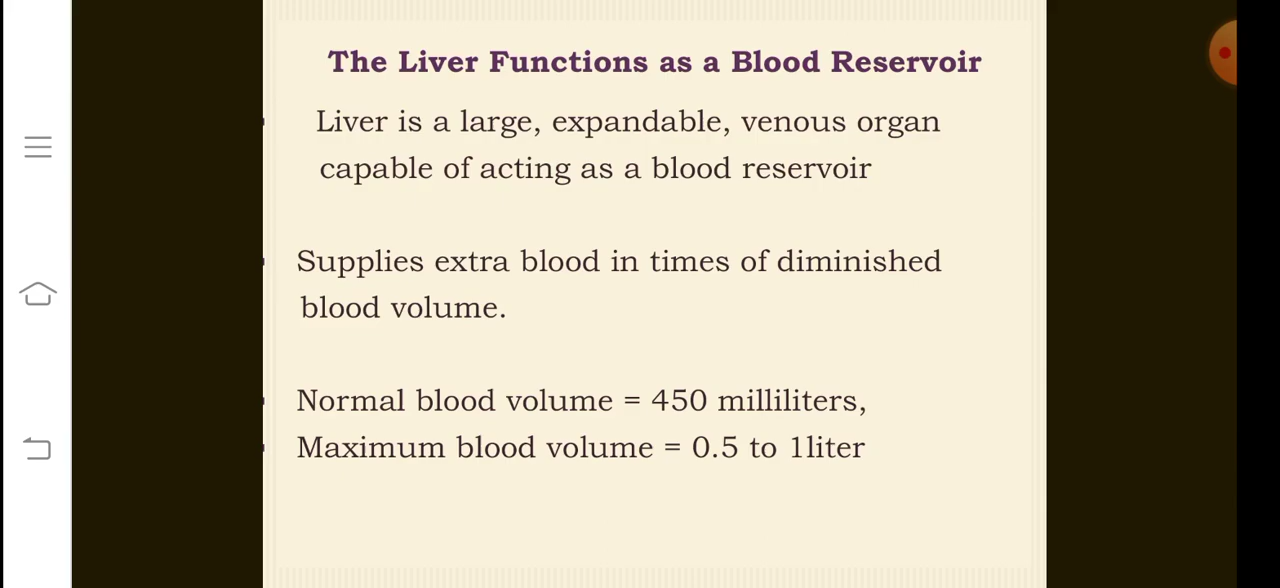 The Liver Functions as a Blood Reservoir
Liver is a large, expandable, venous organ
capable of acting as a blood reservoir
Supplies extra blood in times of diminished
blood volume.
Normal blood volume = 450 milliliters,
Maximum blood volume = 0.5 to 1liter